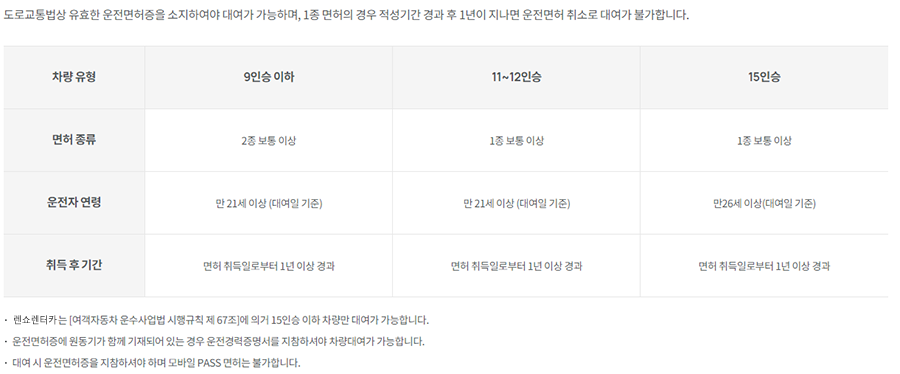 도로교통법상 유효한 운전면허증을 소지하여야 대여가 가능하며, 1종 면허의 경우 적성기간 경과 후 1년이 지나면 운전면허 취소로 대여가 불가합니다.
차량 유형 9인승 이하 11~12인승 15인승
면허 종류 2종 보통 이상 1종 보통 이상 1종 보통 이상
운전자 연령 만 21세 이상 (대여일 기준) 만 21세 이상 (대여일 기준) 만26세 이상(대여일 기준)
취득 후 기간 면허 취득일로부터 1년 이상 경과 면허 취득일로부터 1년 이상 경과 면허 취득일로부터 1년 이상 경과
· 렌쇼렌터카는 [여객자동차 운수사업법 시행규칙 제 67조]에 의거 15인승 이하 차량만 대여가 가능합니다.
· 운전면허증에 원동기가 함께 기재되어 있는 경우 운전경력증명서를 지참하셔야 차량대여가 가능합니다.
· 대여 시 운전면허증을 지참하셔야 하며 모바일 PASS 면허는 불가합니다.